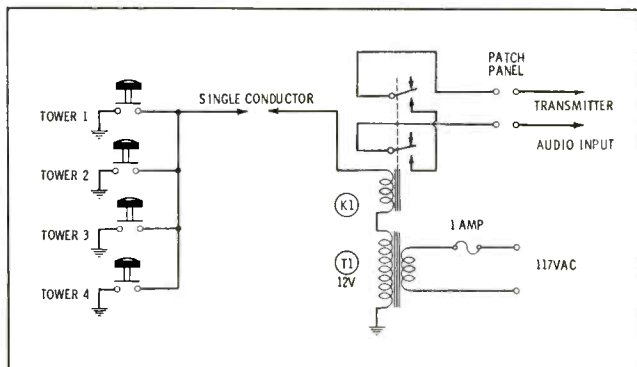 TOWER 1
TOWER 2
TOWER 3
TOWER 4
SINGLE CONDUCTOR
PATCH
PANEL
TRANSMITTER
AUDIO INPUT
K1
1 AMP
T1
12V
117VAC